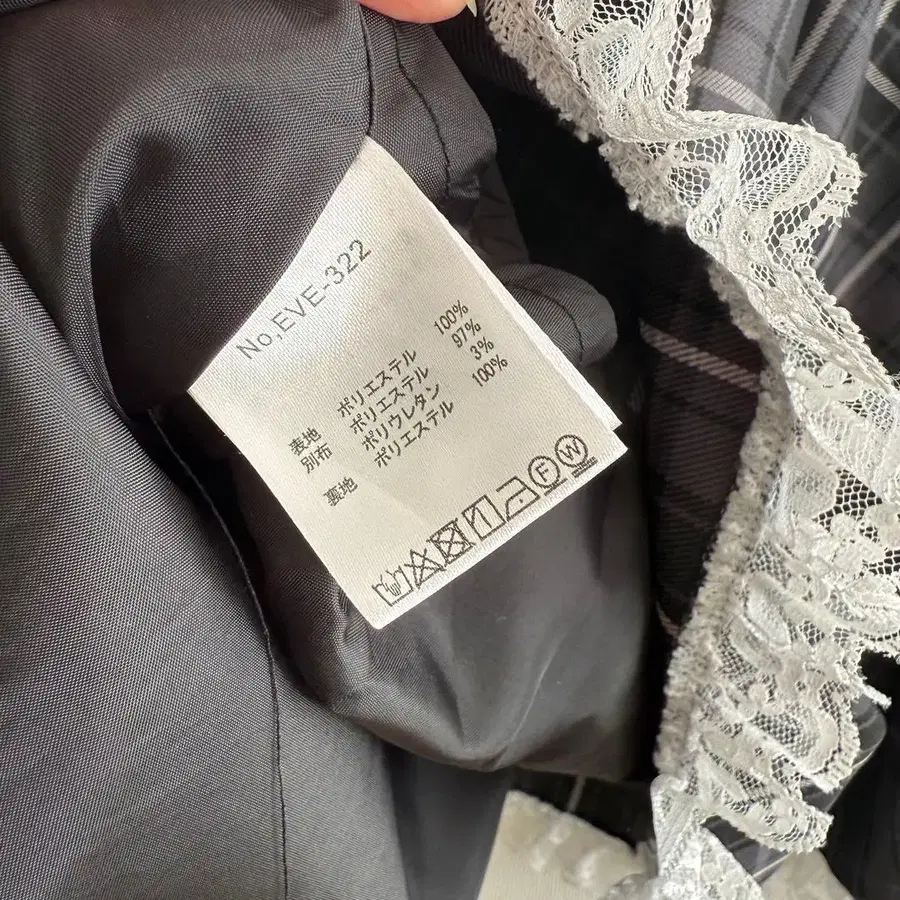 No,EVE-322
表地 ポリエステル 100%
別布 ポリエステル 97%
ポリウレタン 3%
裏地 ポリエステル 100%
F W